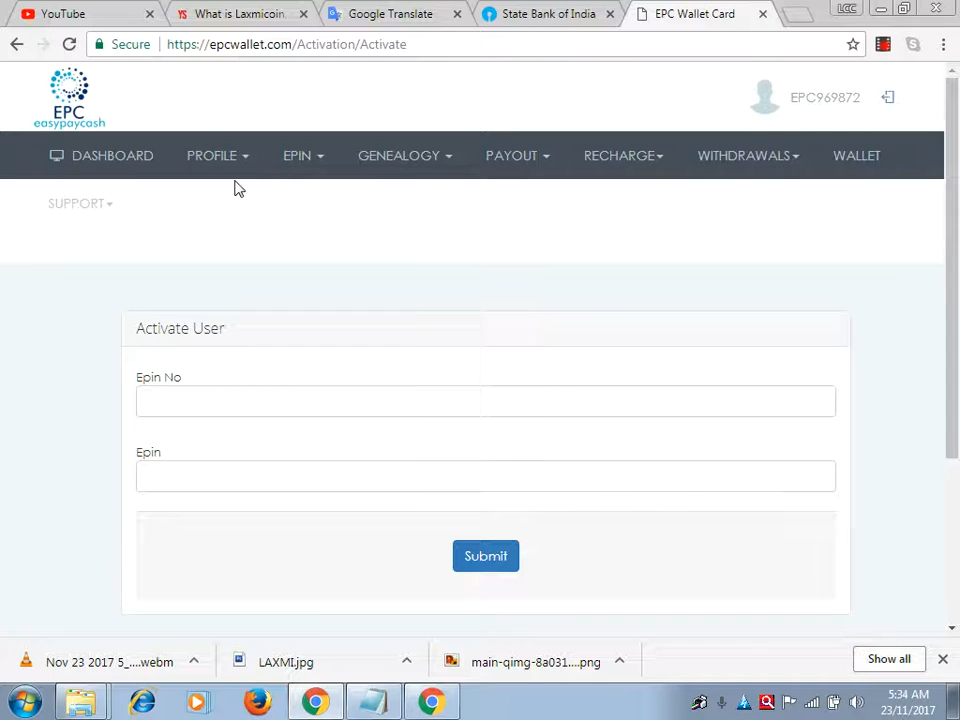 YouTube
What is Laxmicoin
Google Translate
State Bank of India
EPC Wallet Card
LCC
Secure
https://epcwallet.com/Activation/Activate
EPC
easypaycash
EPC969872
DASHBOARD
PROFILE
EPIN
GENEALOGY
PAYOUT
RECHARGE
WITHDRAWALS
WALLET
SUPPORT
Activate User
Epin No
Epin
Submit
Nov 23 2017 5_....webm
LAXMI.jpg
main-qimg-8a031....png
Show all
5:34 AM
23/11/2017